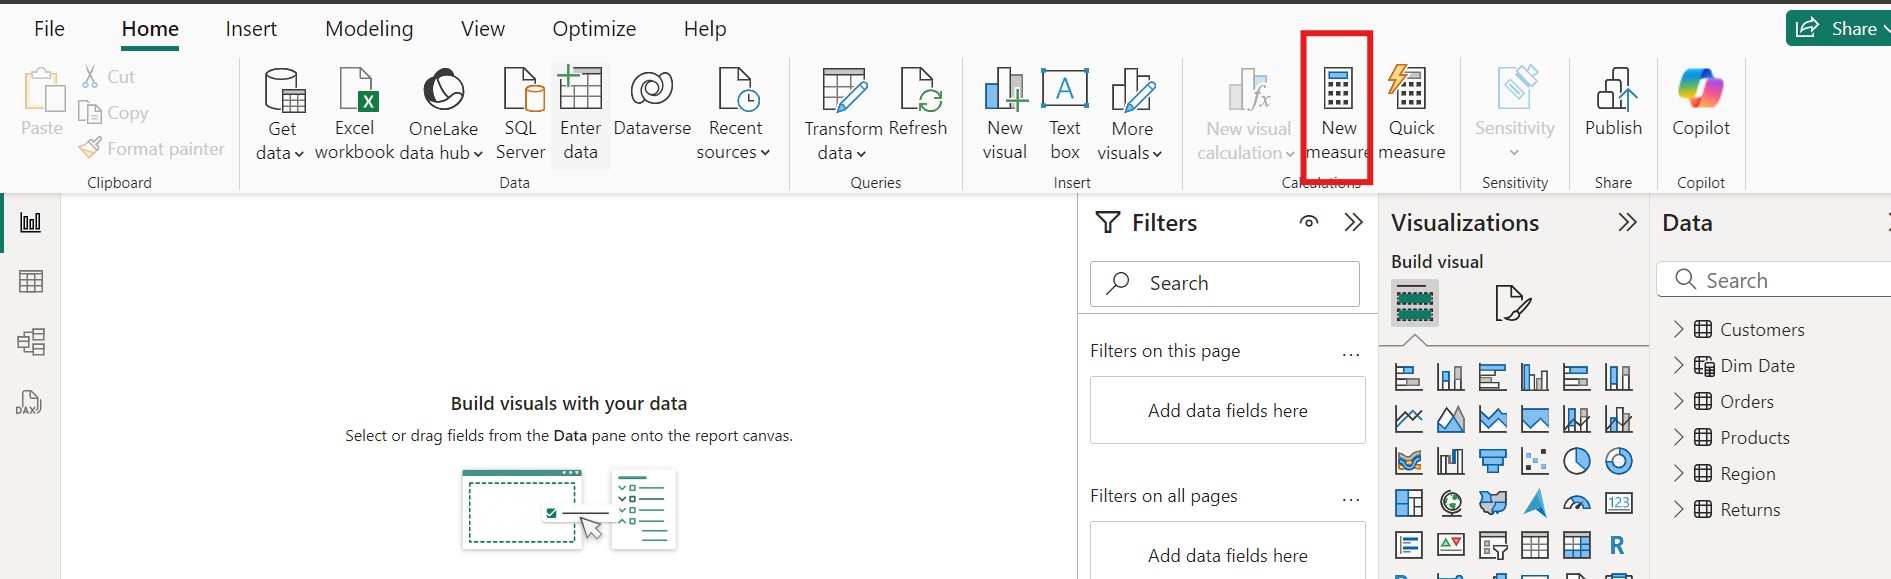 File Home Insert Modeling View Optimize Help
Share
Paste
Cut
Copy
Format painter
Clipboard
Get data
Excel workbook
OneLake data hub
SQL Server
Enter data
Dataverse
Recent sources
Data
Transform data
Refresh
Queries
New visual
Text box
A
More visuals
Insert
New visual calculation
fx
New measure
Quick measure
Calculations
Sensitivity
Sensitivity
Publish
Share
Copilot
Copilot
DAX
Build visuals with your data
Select or drag fields from the Data pane onto the report canvas.
Filters
Search
Filters on this page ...
Add data fields here
Filters on all pages ...
Add data fields here
Visualizations
Build visual
123
R
Data
Search
Customers
Dim Date
Orders
Products
Region
Returns